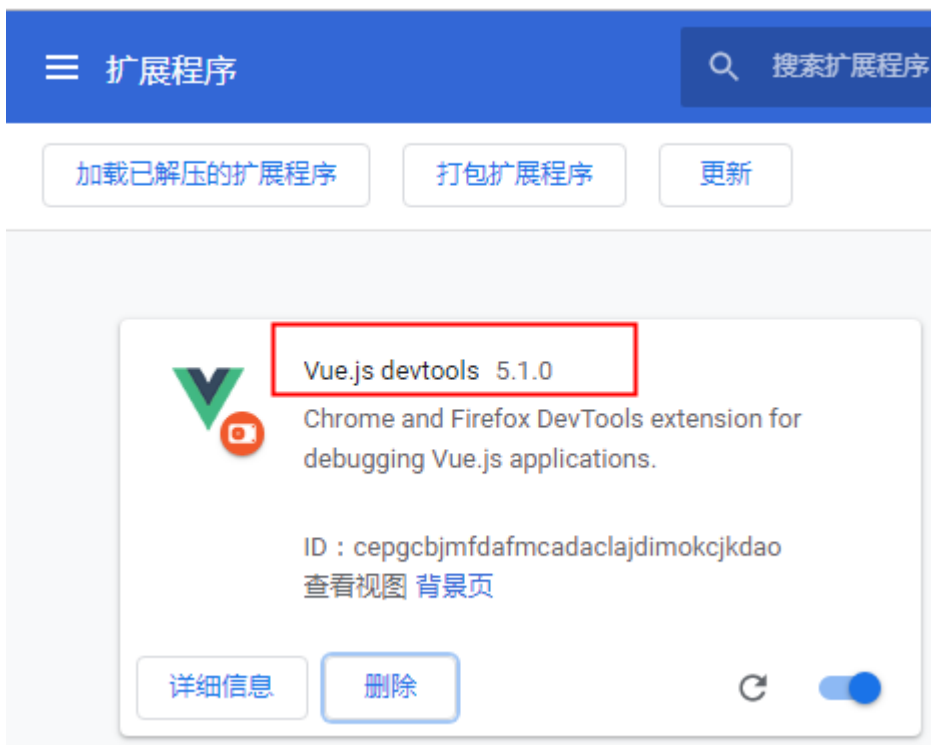 扩展程序
搜索扩展程序
加载已解压的扩展程序 打包扩展程序 更新
Vue.js devtools 5.1.0
Chrome and Firefox DevTools extension for
debugging Vue.js applications.
ID：cepgcbjmfdafmcadaclajdimokcjkdao
查看视图 背景页
详细信息 删除